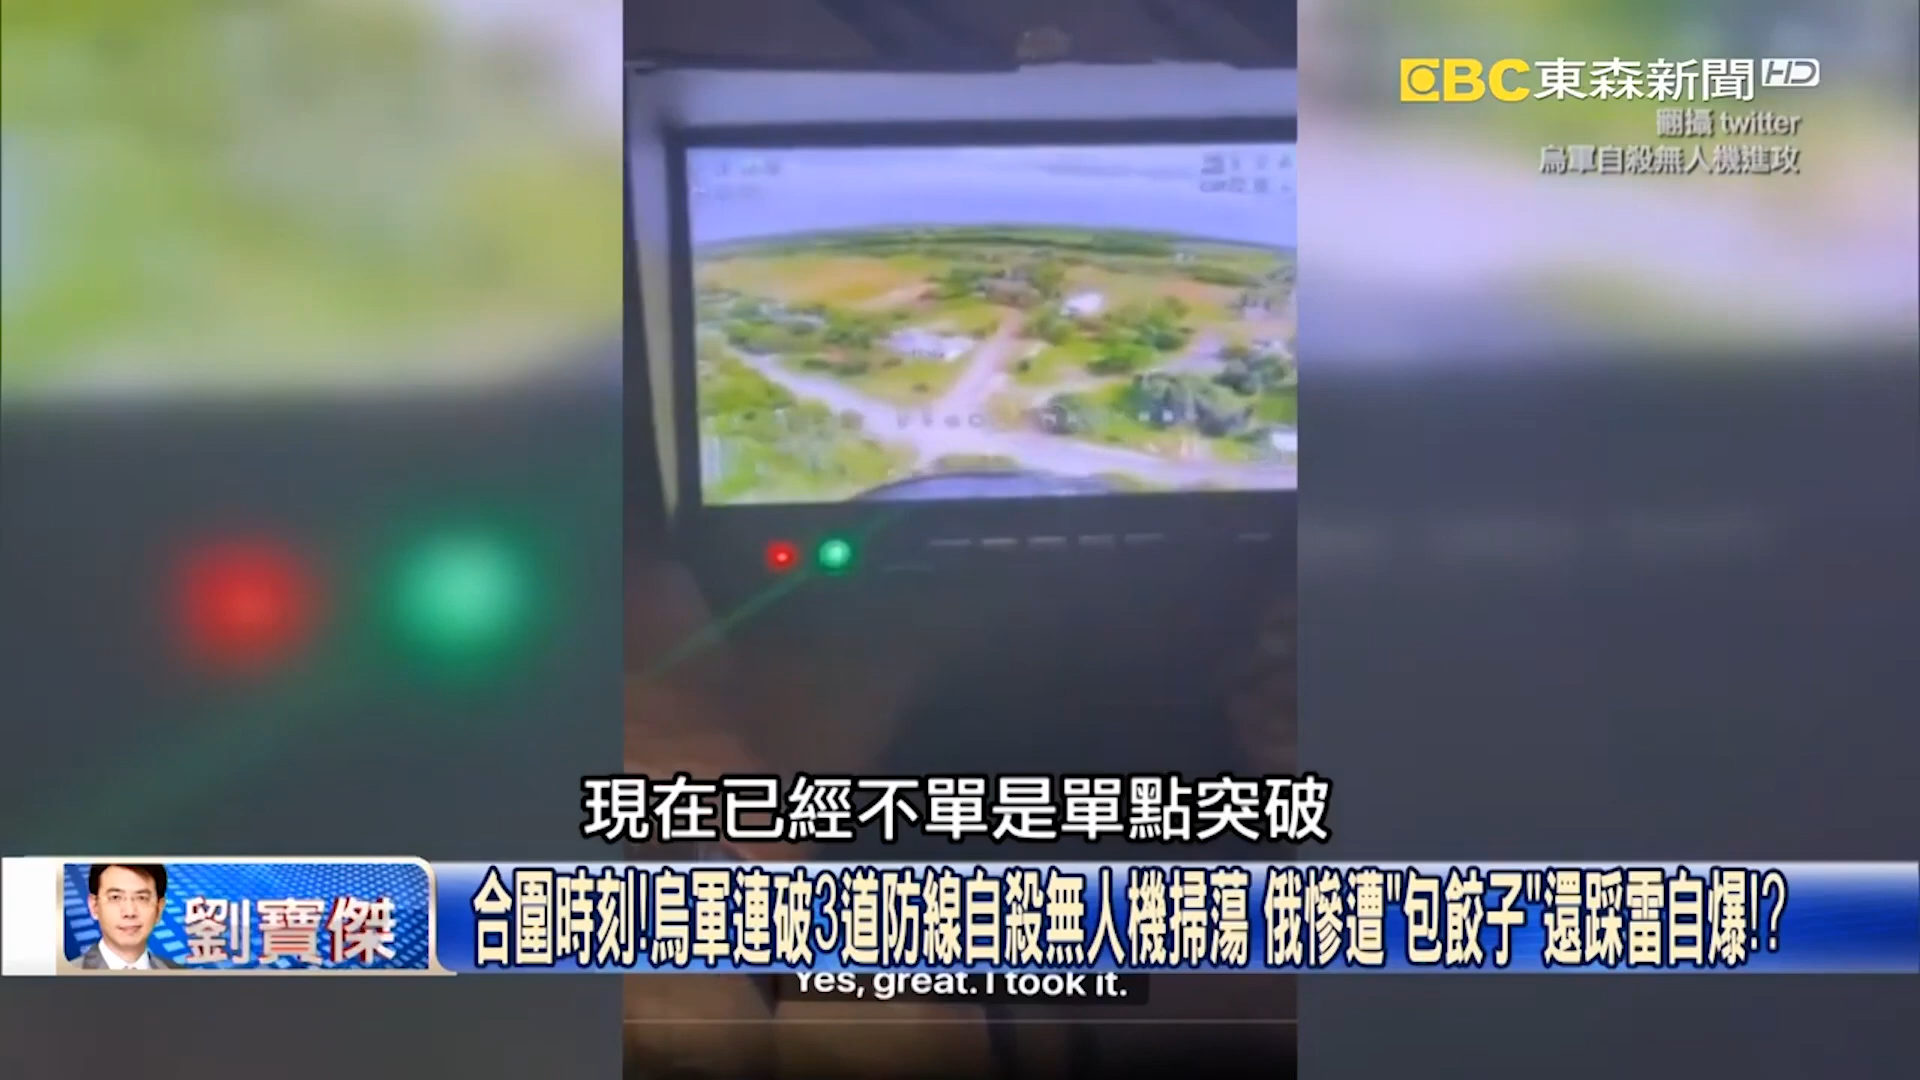 EBC東森新聞HD
翻攝 twitter
烏軍自殺無人機進攻
現在已經不單是單點突破
劉寶傑
合圍時刻!烏軍連破3道防線自殺無人機掃蕩 俄慘遭"包餃子"還踩雷自爆!?
Yes, great. I took it.